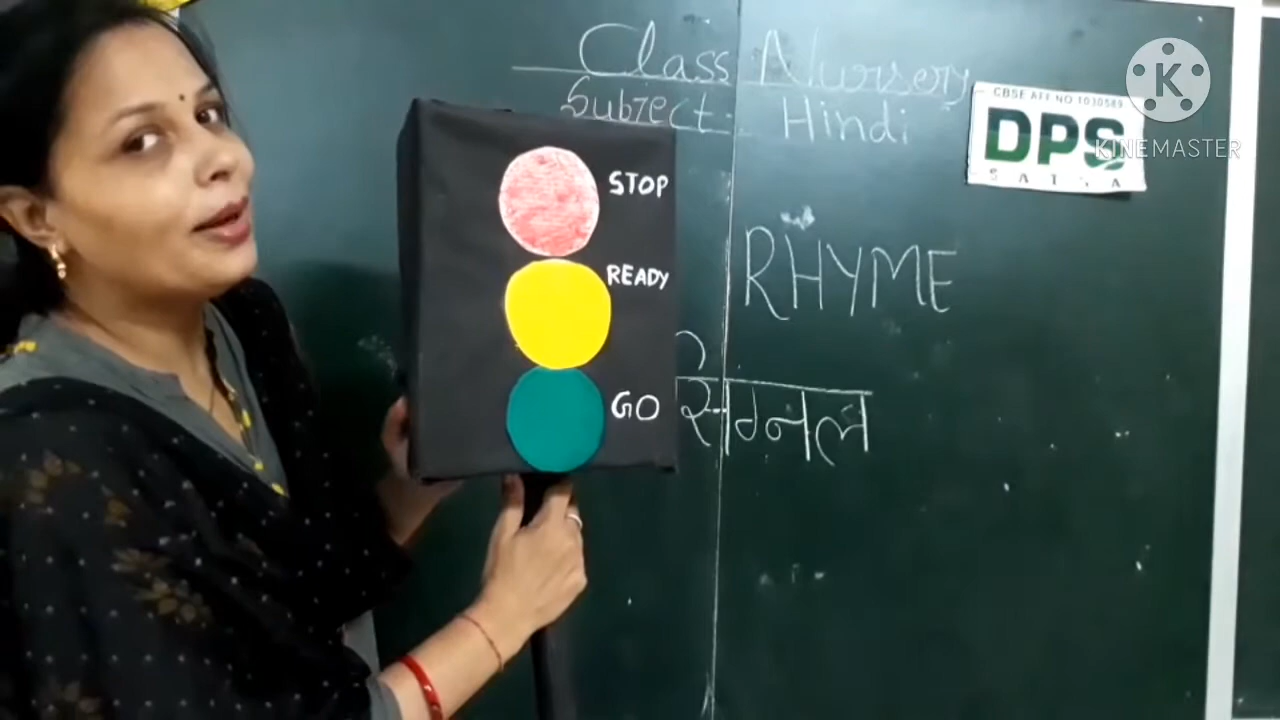 Class Nursery
Subject:- Hindi
CBSE AFF NO 1030589
DPS
KINEMASTER
STOP
READY
GO
RHYME
सिग्नल